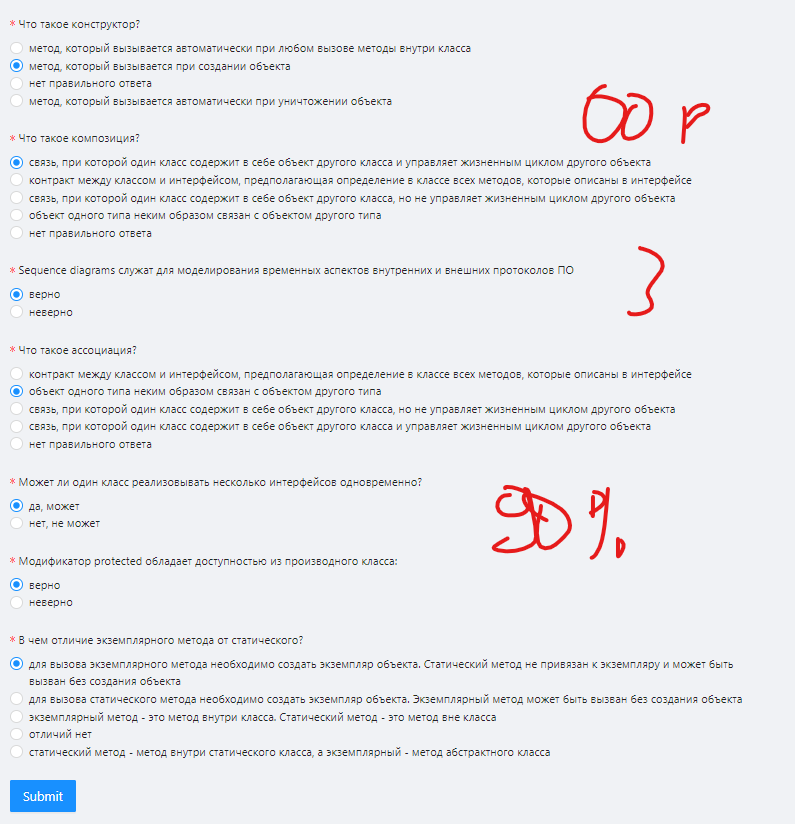 * Что такое конструктор?
метод, который вызывается автоматически при любом вызове методы внутри класса
метод, который вызывается при создании объекта
нет правильного ответа
метод, который вызывается автоматически при уничтожении объекта
* Что такое композиция?
связь, при которой один класс содержит в себе объект другого класса и управляет жизненным циклом другого объекта
контракт между классом и интерфейсом, предполагающая определение в классе всех методов, которые описаны в интерфейсе
связь, при которой один класс содержит в себе объект другого класса, но не управляет жизненным циклом другого объекта
объект одного типа неким образом связан с объектом другого типа
нет правильного ответа
* Sequence diagrams служат для моделирования временных аспектов внутренних и внешних протоколов ПО
верно
неверно
* Что такое ассоциация?
контракт между классом и интерфейсом, предполагающая определение в классе всех методов, которые описаны в интерфейсе
объект одного типа неким образом связан с объектом другого типа
связь, при которой один класс содержит в себе объект другого класса, но не управляет жизненным циклом другого объекта
связь, при которой один класс содержит в себе объект другого класса и управляет жизненным циклом другого объекта
нет правильного ответа
* Может ли один класс реализовывать несколько интерфейсов одновременно?
да, может
нет, не может
90%
* Модификатор protected обладает доступностью из производного класса:
верно
неверно
* В чем отличие экземплярного метода от статического?
для вызова экземплярного метода необходимо создать экземпляр объекта. Статический метод не привязан к экземпляру и может быть
вызван без создания объекта
для вызова статического метода необходимо создать экземпляр объекта. Экземплярный метод может быть вызван без создания объекта
экземплярный метод - это метод внутри класса. Статический метод - это метод вне класса
отличий нет
статический метод - метод внутри статического класса, а экземплярный - метод абстрактного класса
Submit